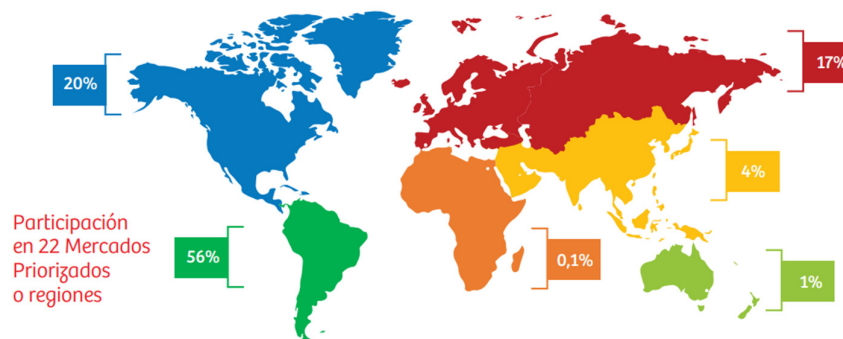 20%
17%
4%
Participación
en 22 Mercados
Priorizados
o regiones
56%
0,1%
1%